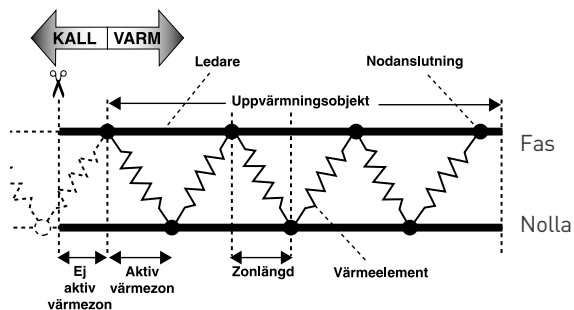 KALL VARM
Ledare
Nodanslutning
Uppvärmningsobjekt
Fas
Nolla
Ej
aktiv
värmezon
Aktiv
värmezon
Zonlängd
Värmeelement